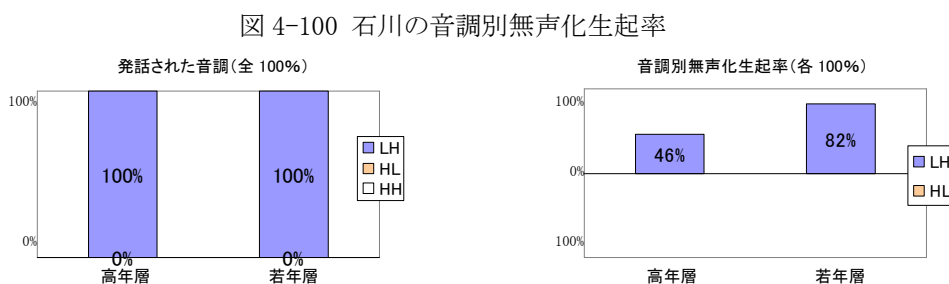 図 4-100 石川の音調別無声化生起率
発話された音調(全 100%)
100%
0%
100%
100%
0%
0%
高年層
若年層
LH
HL
HH
音調別無声化生起率(各 100%)
100%
0%
100%
46%
82%
高年層
若年層
LH
HL